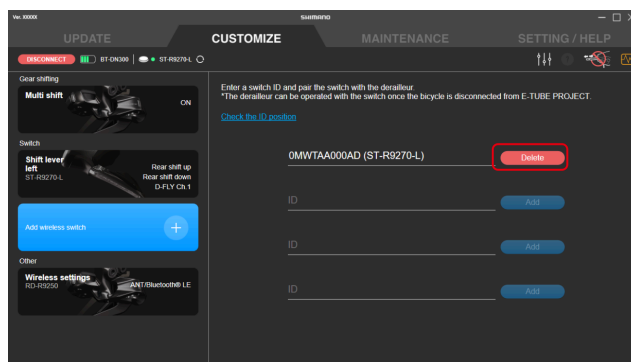 Ver. XXXXX
SHIMANO
UPDATE
CUSTOMIZE
MAINTENANCE
SETTING / HELP
DISCONNECT
BT-DN300
ST-R9270-L
Gear shifting
Multi shift
ON
Switch
Shift lever
left
ST-R9270-L
Rear shift up
Rear shift down
D-FLY Ch.1
Add wireless switch
Other
Wireless settings
RD-R9250
ANT/Bluetooth® LE
Enter a switch ID and pair the switch with the derailleur.
*The derailleur can be operated with the switch once the bicycle is disconnected from E-TUBE PROJECT.
Check the ID position
0MWTAA000AD (ST-R9270-L)
Delete
ID
Add
ID
Add
ID
Add